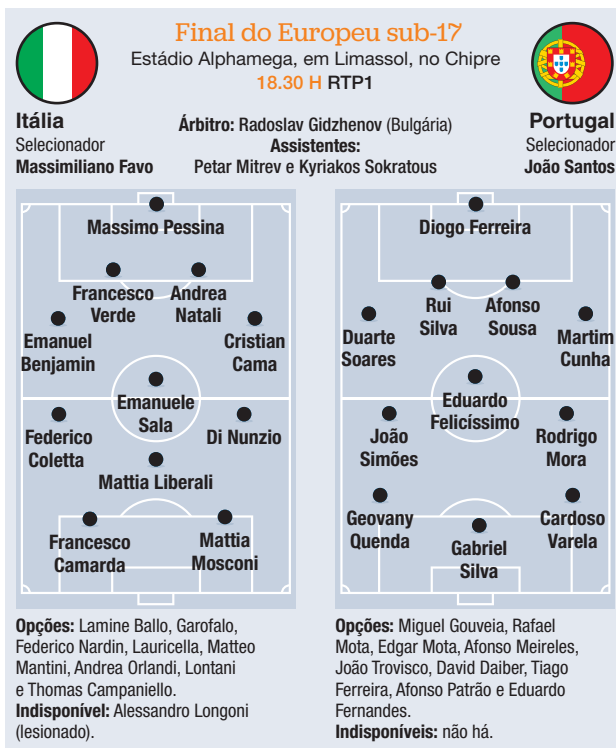 Final do Europeu sub-17
Estádio Alphamega, em Limassol, no Chipre
18.30 H RTP1
Itália
Selecionador
Massimiliano Favo
Árbitro: Radoslav Gidzhenov (Bulgária)
Assistentes:
Petar Mitrev e Kyriakos Sokratous
Portugal
Selecionador
João Santos
Massimo Pessina
Francesco
Verde
Andrea
Natali
Emanuel
Benjamin
Cristian
Cama
Emanuele
Sala
Federico
Coletta
Di Nunzio
Mattia Liberali
Francesco
Camarda
Mattia
Mosconi
Opções: Lamine Ballo, Garofalo,
Federico Nardin, Lauricella, Matteo
Mantini, Andrea Orlandi, Lontani
e Thomas Campaniello.
Indisponível: Alessandro Longoni
(lesionado).
Diogo Ferreira
Rui
Silva
Afonso
Sousa
Duarte
Soares
Martim
Cunha
Eduardo
Felicíssimo
João
Simões
Rodrigo
Mora
Geovany
Quenda
Cardoso
Varela
Gabriel
Silva
Opções: Miguel Gouveia, Rafael
Mota, Edgar Mota, Afonso Meireles,
João Trovisco, David Daiber, Tiago
Ferreira, Afonso Patrão e Eduardo
Fernandes.
Indisponíveis: não há.